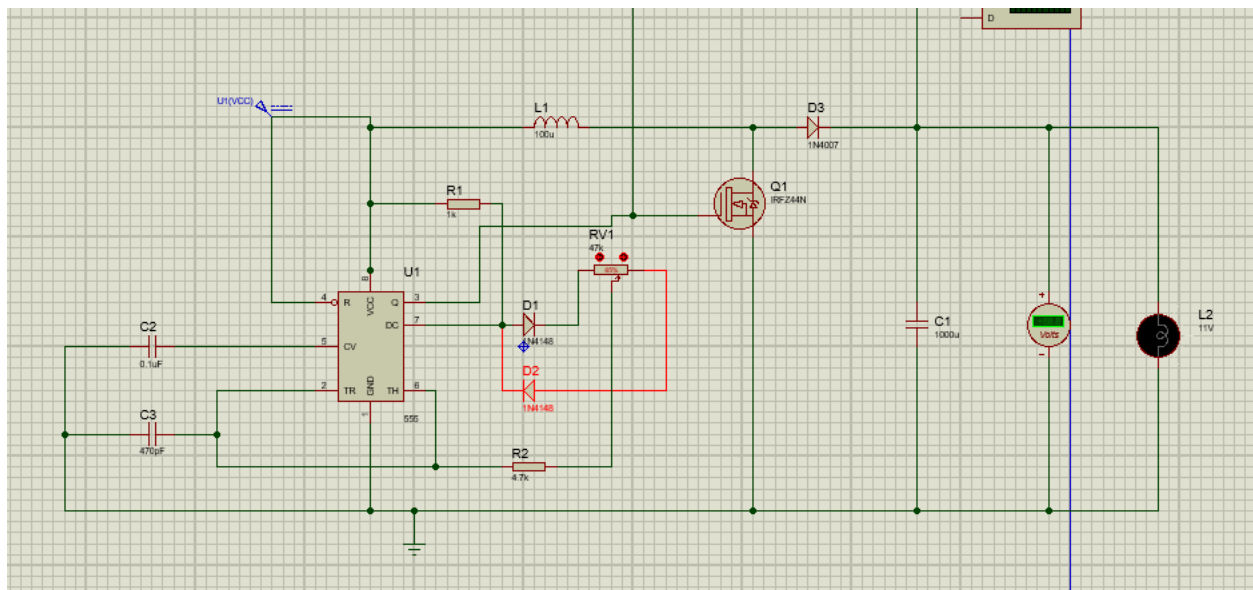 D
U1(VCC)
L1
100u
D3
1N4007
R1
1k
Q1
IRFZ44N
RV1
47k
U1
8
VCC
4
R
Q
3
DC
7
D1
1N4148
C2
0.1uF
5
CV
C1
1000u
Volts
+
-
L2
11V
D2
1N4148
2
TR
GND
TH
6
1
555
C3
470pF
R2
4.7k